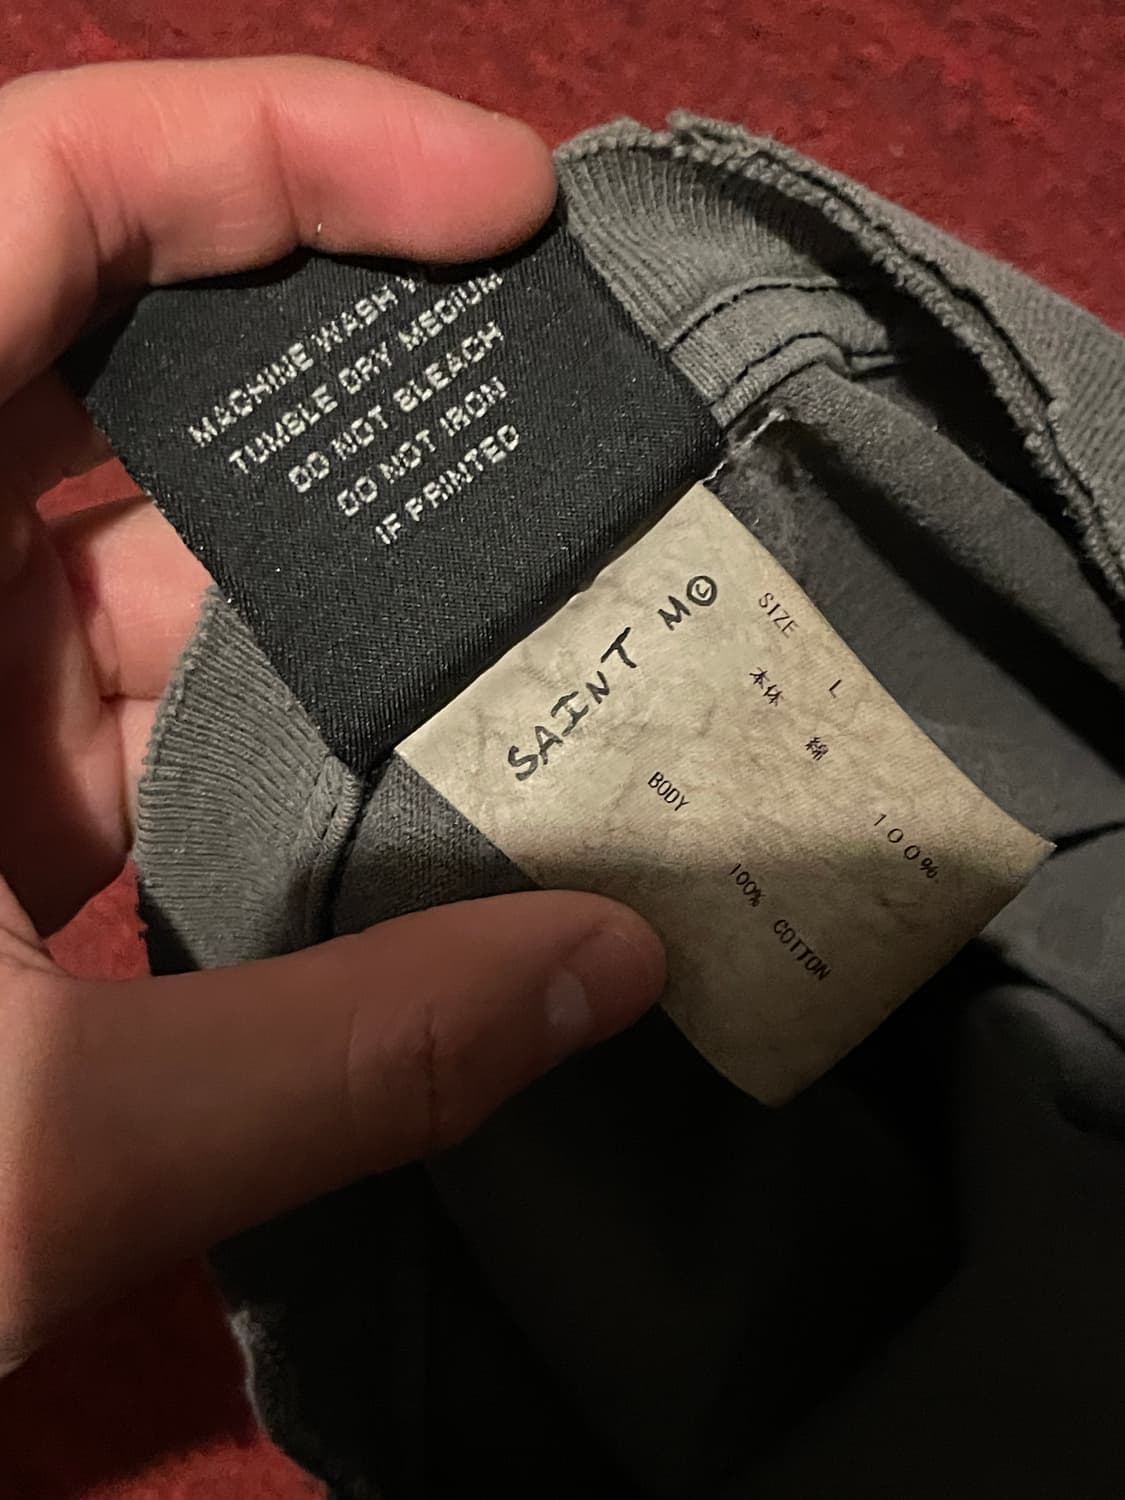 MACHINE WASH
TUMBLE DRY MEDIUM
DO NOT BLEACH
DO NOT IRON
IF PRINTED
SAINT M©
SIZE L
本体 綿 100%
BODY 100% COTTON